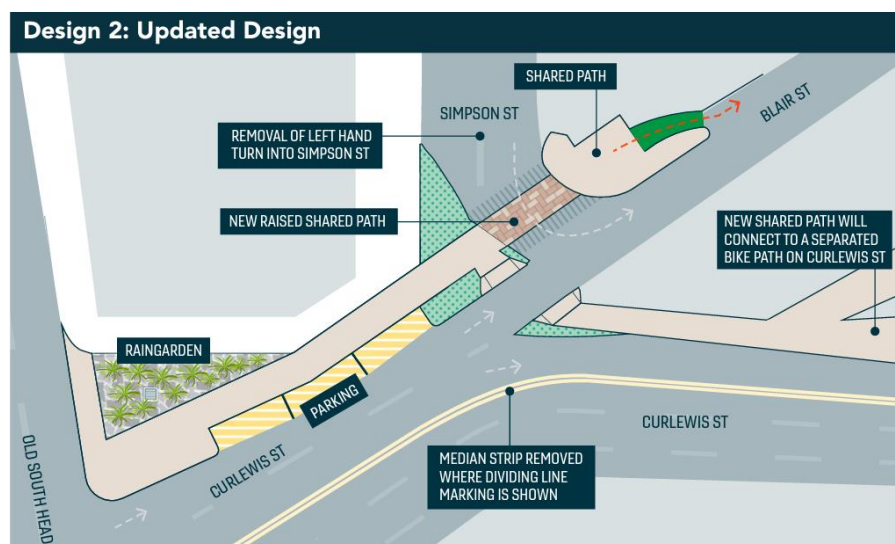 Design 2: Updated Design
SHARED PATH
SIMPSON ST
BLAIR ST
REMOVAL OF LEFT HAND
TURN INTO SIMPSON ST
NEW RAISED SHARED PATH
NEW SHARED PATH WILL
CONNECT TO A SEPARATED
BIKE PATH ON CURLEWIS ST
RAINGARDEN
PARKING
CURLEWIS ST
CURLEWIS ST
OLD SOUTH HEAD
MEDIAN STRIP REMOVED
WHERE DIVIDING LINE
MARKING IS SHOWN